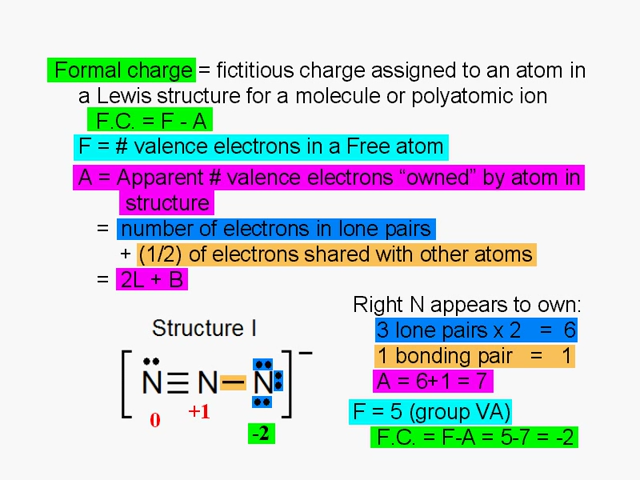 Formal charge = fictitious charge assigned to an atom in
a Lewis structure for a molecule or polyatomic ion
F.C. = F - A
F = # valence electrons in a Free atom
A = Apparent # valence electrons “owned” by atom in
structure
= number of electrons in lone pairs
+ (1/2) of electrons shared with other atoms
= 2L + B
Structure I
[N≡N–N]–
0 +1 -2
Right N appears to own:
3 lone pairs x 2 = 6
1 bonding pair = 1
A = 6+1 = 7
F = 5 (group VA)
F.C. = F-A = 5-7 = -2